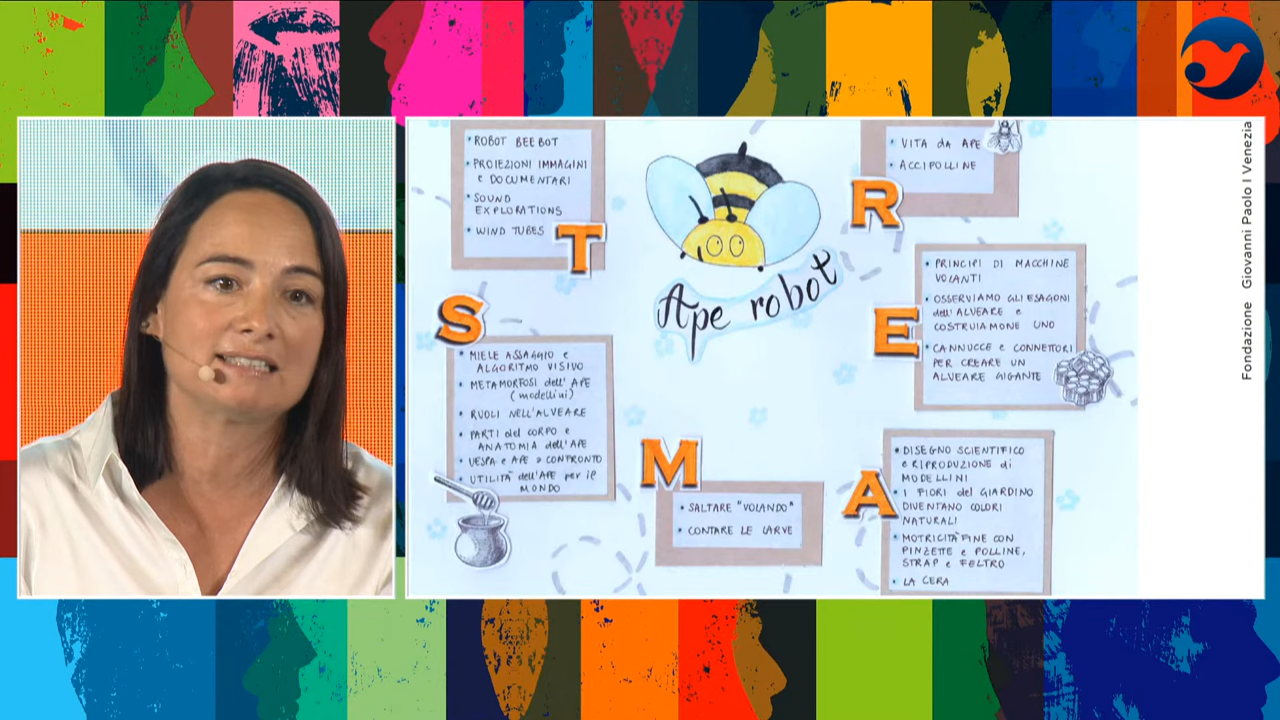 • ROBOT BEEBOT
• PROIEZIONI IMMAGINI
e DOCUMENTARI
• SOUND
EXPLORATIONS
• WIND TUBES
T
Ape robot
• VITA DA APE
• ACCIPOLLINE
R
S
• MIELE ASSAGGIO e
ALGORITMO VISIVO
• METAMORFOSI dell'APE
(modellini)
• RUOLI NELL'ALVEARE
• PARTI del CORPO e
ANATOMIA dell'APE
• VESPA e APE a CONFRONTO
• UTILITÀ dell'APE per il
MONDO
E
• PRINCIPI DI MACCHINE
VOLANTI
• OSSERVIAMO GLI ESAGONI
dell'ALVEARE e
COSTRUIAMONE UNO
• CANNUCCE e CONNETTORI
PER CREARE UN
ALVEARE GIGANTE
M
• SALTARE "VOLANDO"
• CONTARE LE LARVE
A
• DISEGNO SCIENTIFICO
e RIPRODUZIONE di
MODELLINI
• I FIORI del GIARDINO
DIVENTANO COLORI
NATURALI
• MOTRICITÀ FINE CON
PINZETTE e POLLINE,
STRAP e FELTRO
• LA CERA
Fondazione Giovanni Paolo I Venezia